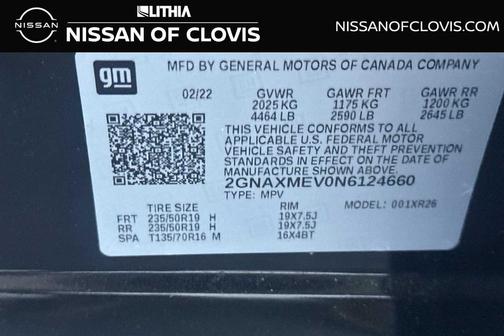 LITHIA
NISSAN
NISSAN OF CLOVIS
NISSANOFCLOVIS.COM
gm
MFD BY GENERAL MOTORS OF CANADA COMPANY
02/22 GVWR GAWR FRT GAWR RR
2025 KG 1175 KG 1200 KG
4464 LB 2590 LB 2645 LB
THIS VEHICLE CONFORMS TO ALL
APPLICABLE U.S. FEDERAL MOTOR
VEHICLE SAFETY AND THEFT PREVENTION
STANDARDS IN EFFECT ON THE DATE OF
MANUFACTURE SHOWN ABOVE.
2GNAXMEV0N6124660
TYPE: MPV MODEL: 001XR26
TIRE SIZE RIM
FRT 235/50R19 H 19X7.5J
RR 235/50R19 H 19X7.5J
SPA T135/70R16 M 16X4BT